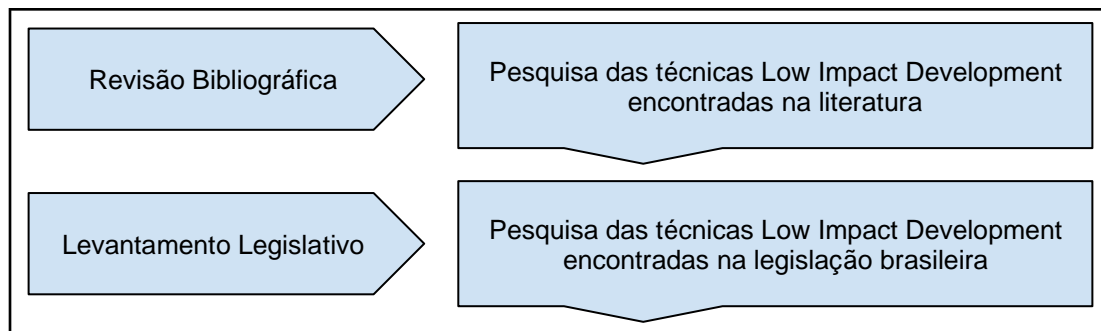 Revisão Bibliográfica
Pesquisa das técnicas Low Impact Development
encontradas na literatura
Levantamento Legislativo
Pesquisa das técnicas Low Impact Development
encontradas na legislação brasileira